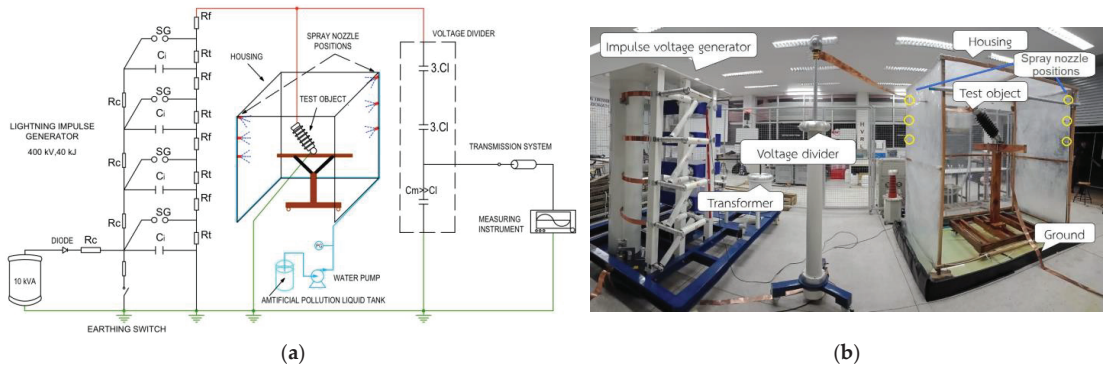 Rf
SG
Rt
Ci
Rf
SG
Rc
Rt
Ci
Rf
LIGHTNING IMPULSE
GENERATOR
400 kV,40 kJ
SG
Rc
Rt
Ci
Rf
SG
Rc
Rt
Ci
DIODE
Rc
10 kVA
EARTHING SWITCH
SPRAY NOZZLE
POSITIONS
HOUSING
TEST OBJECT
WATER PUMP
AMTIFICIAL POLLUTION LIQUID TANK
VOLTAGE DIVIDER
3.Cl
3.Cl
Cm>>Cl
TRANSMISSION SYSTEM
MEASURING
INSTRUMENT
(a)
Impulse voltage generator
Housing
Spray nozzle
positions
Test object
HVR
Voltage divider
Transformer
Ground
(b)